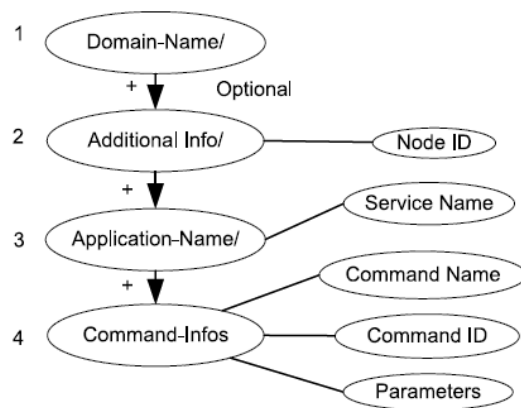 1 Domain-Name/
+ Optional
2 Additional Info/ Node ID
+ Service Name
3 Application-Name/
+ Command Name
4 Command-Infos Command ID
Parameters